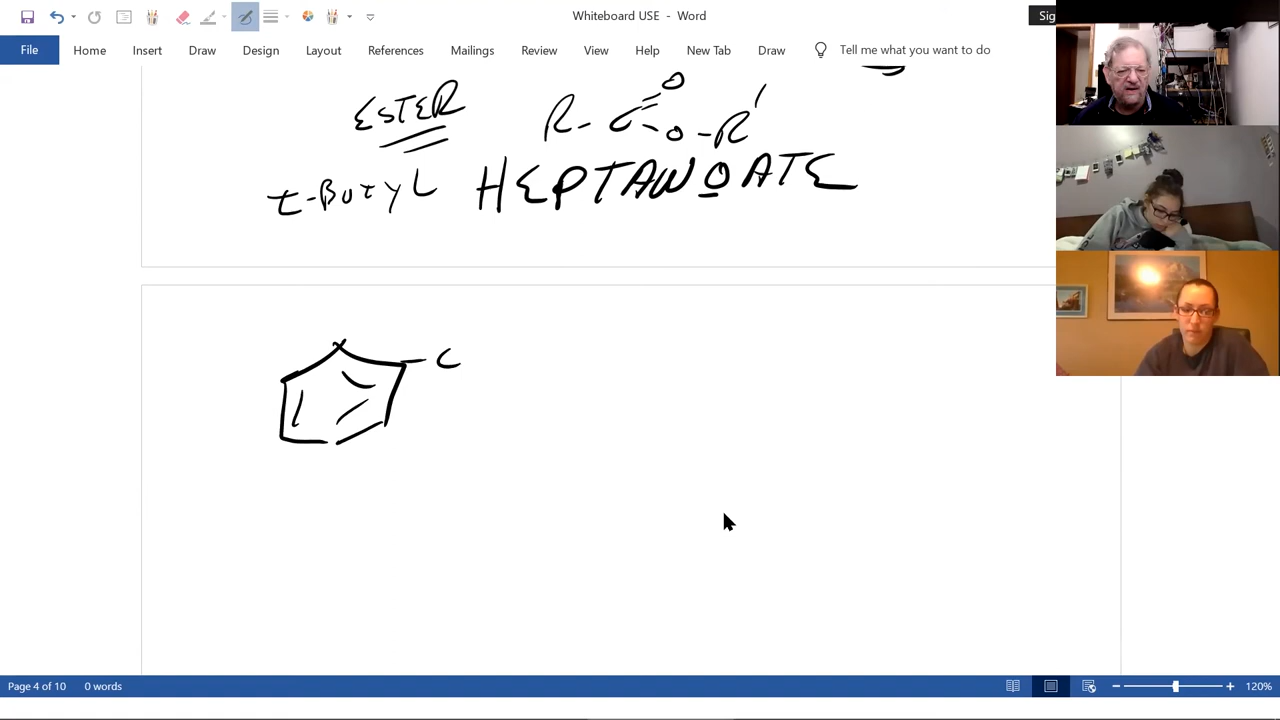 Whiteboard USE - Word
Sig
File Home Insert Draw Design Layout References Mailings Review View Help New Tab Draw Tell me what you want to do
ESTER R-C=O-O-R'
t-Butyl HEPTANOATE
-C
Page 4 of 10 0 words 120%